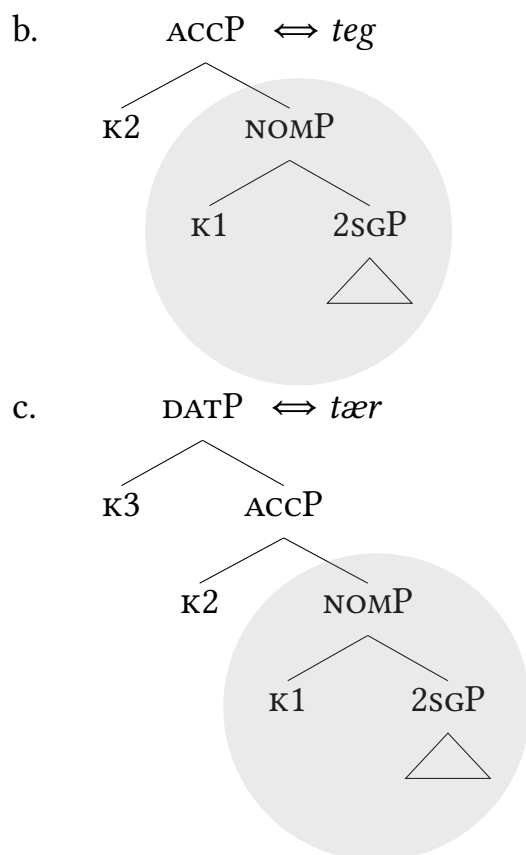 b. ACCP ⇔ teg
K2 NOMP
K1 2SGP
c. DATP ⇔ tær
K3 ACCP
K2 NOMP
K1 2SGP